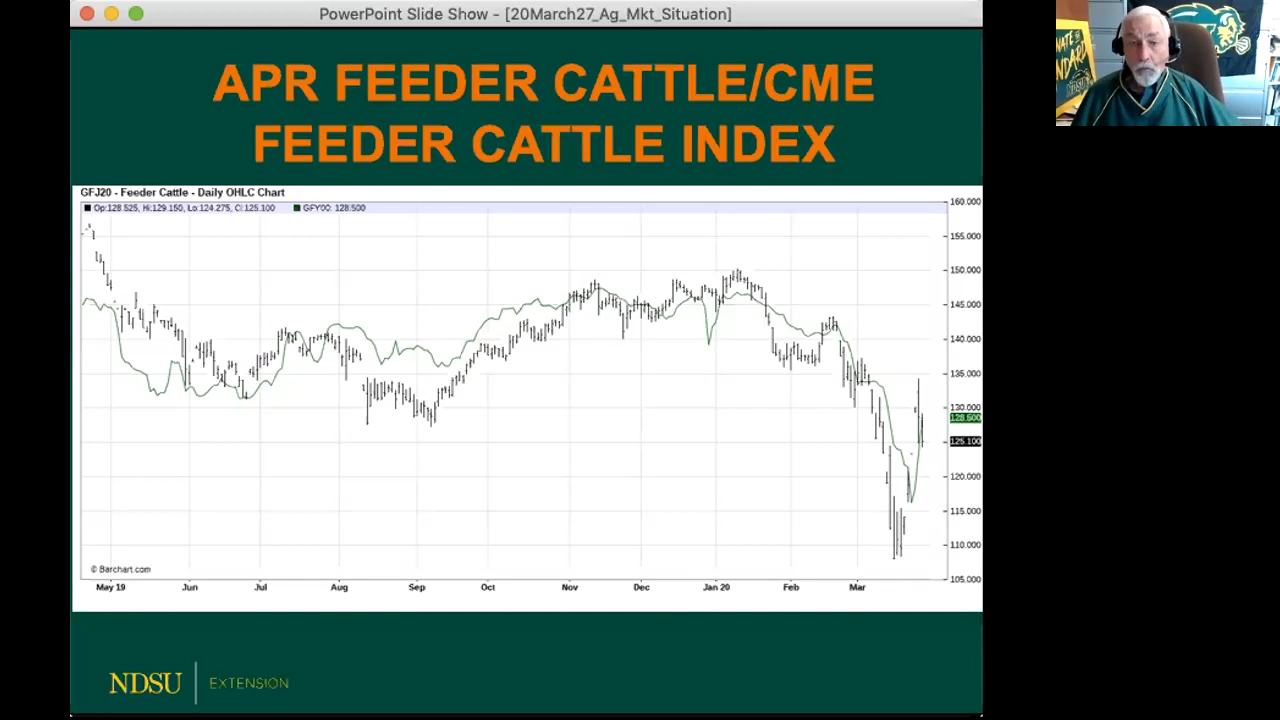 PowerPoint Slide Show - [20March27_Ag_Mkt_Situation]
APR FEEDER CATTLE/CME
FEEDER CATTLE INDEX
GFJ20 - Feeder Cattle - Daily OHLC Chart
Op:128.525, Hi:129.150, Lo:124.275, Cl:125.100 GFY00: 128.500
160.000
155.000
150.000
145.000
140.000
135.000
130.000
128.500
125.100
120.000
115.000
110.000
105.000
© Barchart.com
May 19 Jun Jul Aug Sep Oct Nov Dec Jan 20 Feb Mar
NDSU EXTENSION